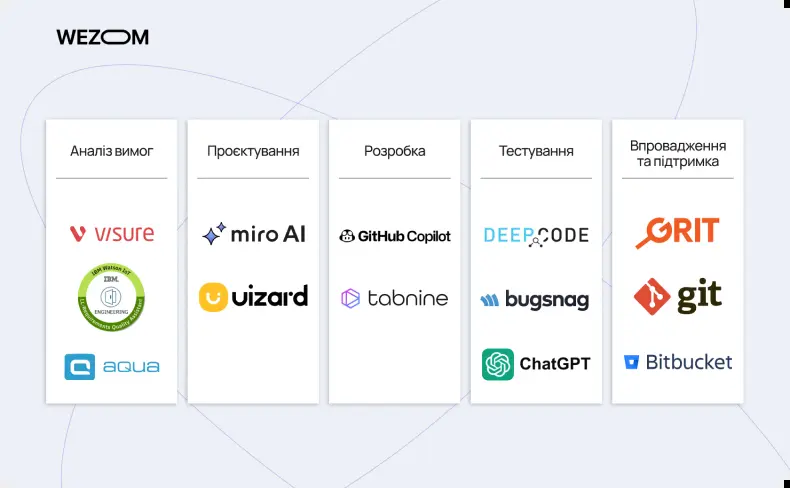 WEZOM
Аналіз вимог
visure
IBM Watson IoT
IBM.
ENGINEERING
Requirements Quality Assistant
aqua
Проєктування
miro AI
uizard
Розробка
GitHub Copilot
tabnine
Тестування
DEEPCODE
bugsnag
ChatGPT
Впровадження
та підтримка
GRIT
git
Bitbucket